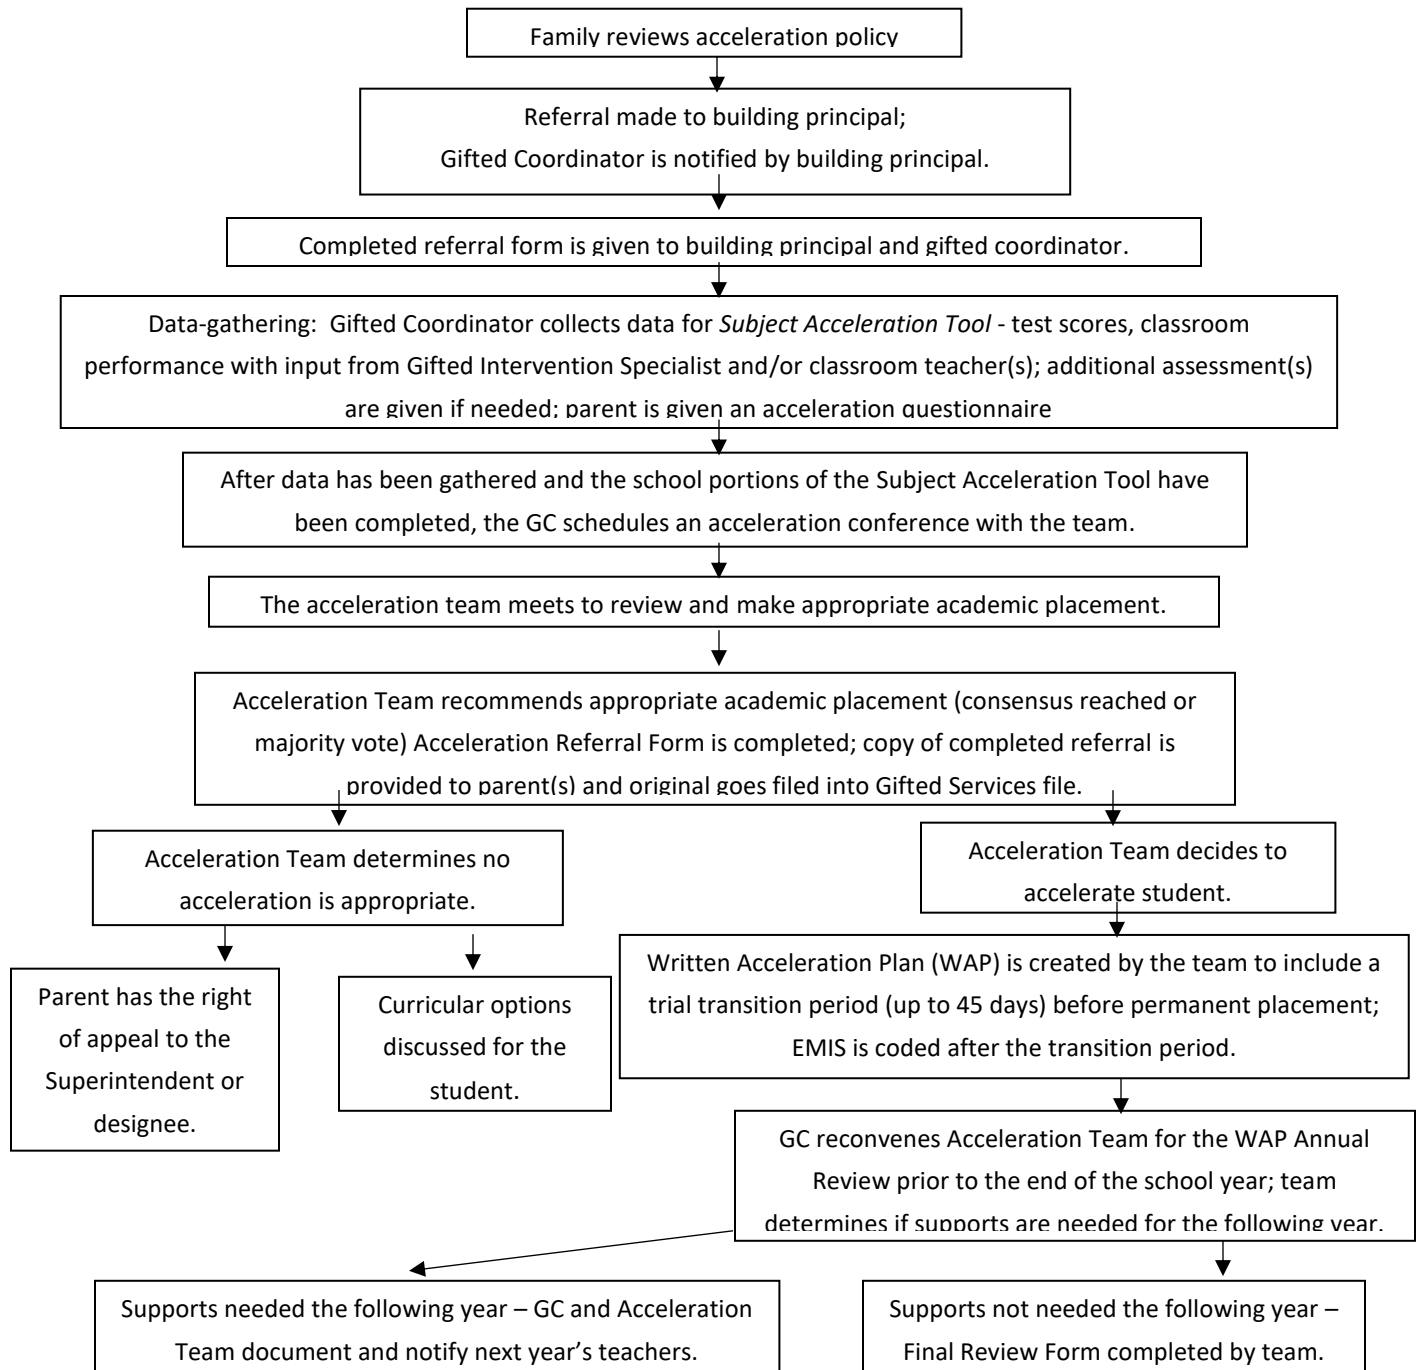 Family reviews acceleration policy
Referral made to building principal;
Gifted Coordinator is notified by building principal.
Completed referral form is given to building principal and gifted coordinator.
Data-gathering:  Gifted Coordinator collects data for Subject Acceleration Tool - test scores, classroom
performance with input from Gifted Intervention Specialist and/or classroom teacher(s); additional assessment(s)
are given if needed; parent is given an acceleration questionnaire
After data has been gathered and the school portions of the Subject Acceleration Tool have
been completed, the GC schedules an acceleration conference with the team.
The acceleration team meets to review and make appropriate academic placement.
Acceleration Team recommends appropriate academic placement (consensus reached or
majority vote) Acceleration Referral Form is completed; copy of completed referral is
provided to parent(s) and original goes filed into Gifted Services file.
Acceleration Team determines no
acceleration is appropriate.
Acceleration Team decides to
accelerate student.
Parent has the right
of appeal to the
Superintendent or
designee.
Curricular options
discussed for the
student.
Written Acceleration Plan (WAP) is created by the team to include a
trial transition period (up to 45 days) before permanent placement;
EMIS is coded after the transition period.
GC reconvenes Acceleration Team for the WAP Annual
Review prior to the end of the school year; team
determines if supports are needed for the following year.
Supports needed the following year – GC and Acceleration
Team document and notify next year's teachers.
Supports not needed the following year –
Final Review Form completed by team.